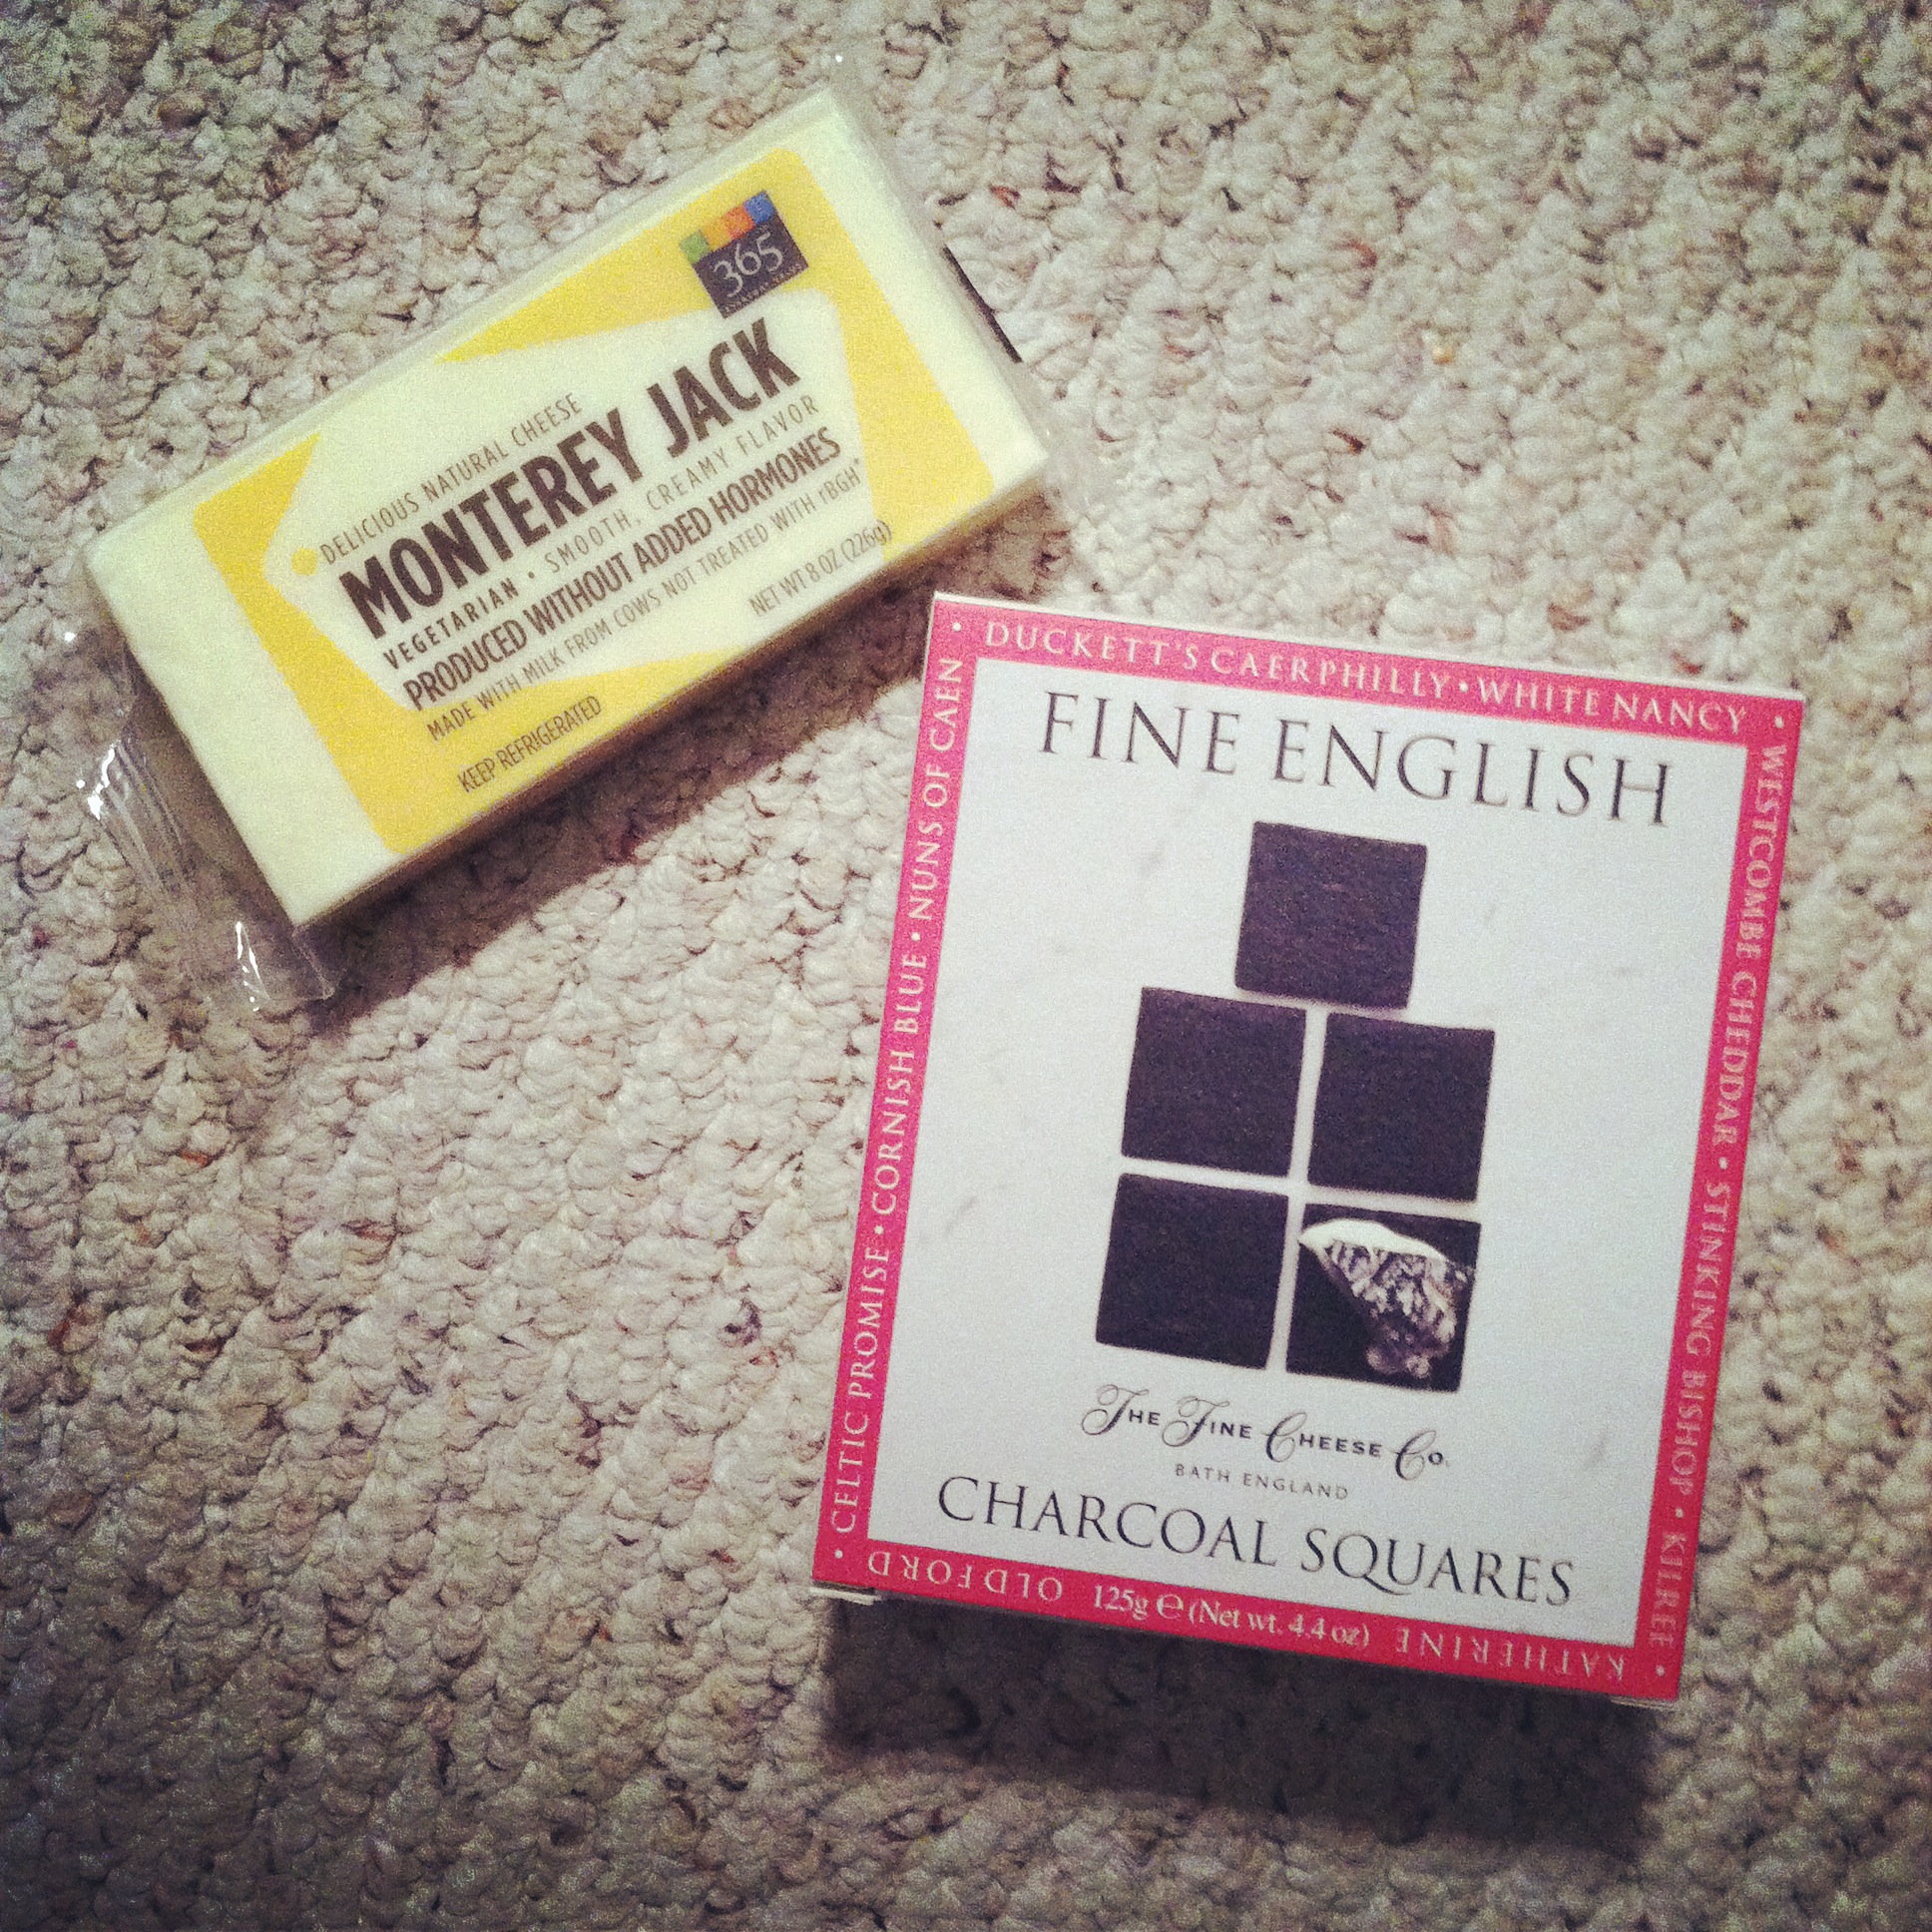 365
DELICIOUS NATURAL CHEESE
MONTEREY JACK
VEGETARIAN • SMOOTH, CREAMY FLAVOR
PRODUCED WITHOUT ADDED HORMONES
MADE WITH MILK FROM COWS NOT TREATED WITH rBGH*
NET WT 8 OZ (226g)
KEEP REFRIGERATED
• DUCKETT'S CAERPHILLY • WHITE NANCY •
WESTCOMBE CHEDDAR • STINKING BISHOP • KILREE •
KATHERINE
OLD FORD
• CELTIC PROMISE • CORNISH BLUE • NUNS OF CAEN
FINE ENGLISH
THE FINE CHEESE CO.
BATH ENGLAND
CHARCOAL SQUARES
125g ℮ (Net wt. 4.4 oz)